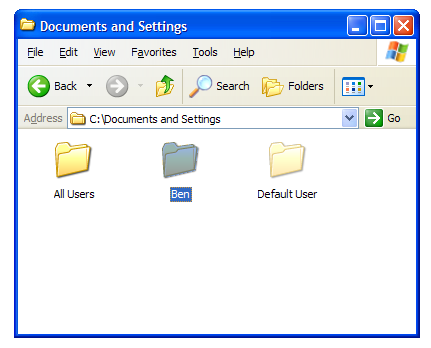 Documents and Settings
File Edit View Favorites Tools Help
Back Search Folders
Address C:\Documents and Settings Go
All Users Ben Default User